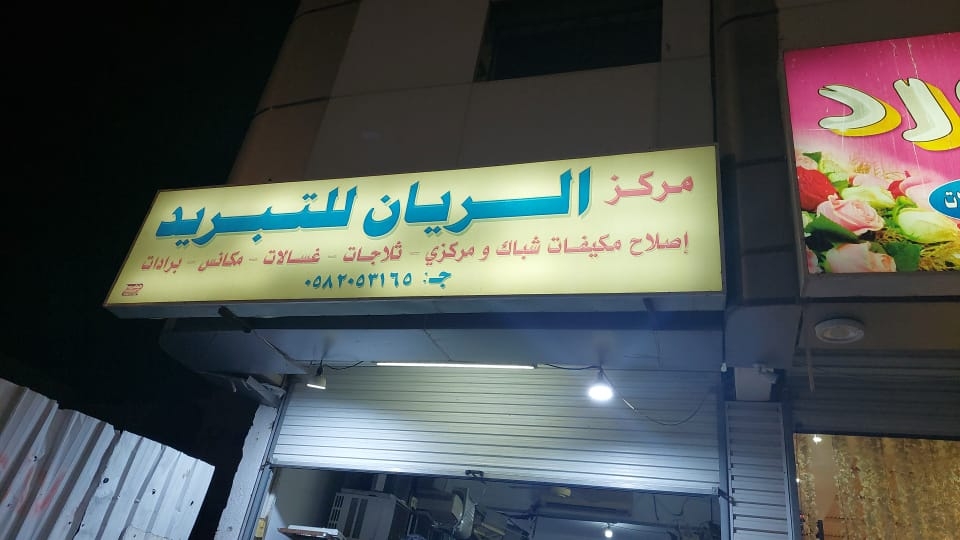 مركز الريان للتبريد
إصلاح مكيفات شباك و مركزي - ثلاجات - غسالات - مكانس - برادات
جـ: ٠٥٨٢٠٥٣١٦٥